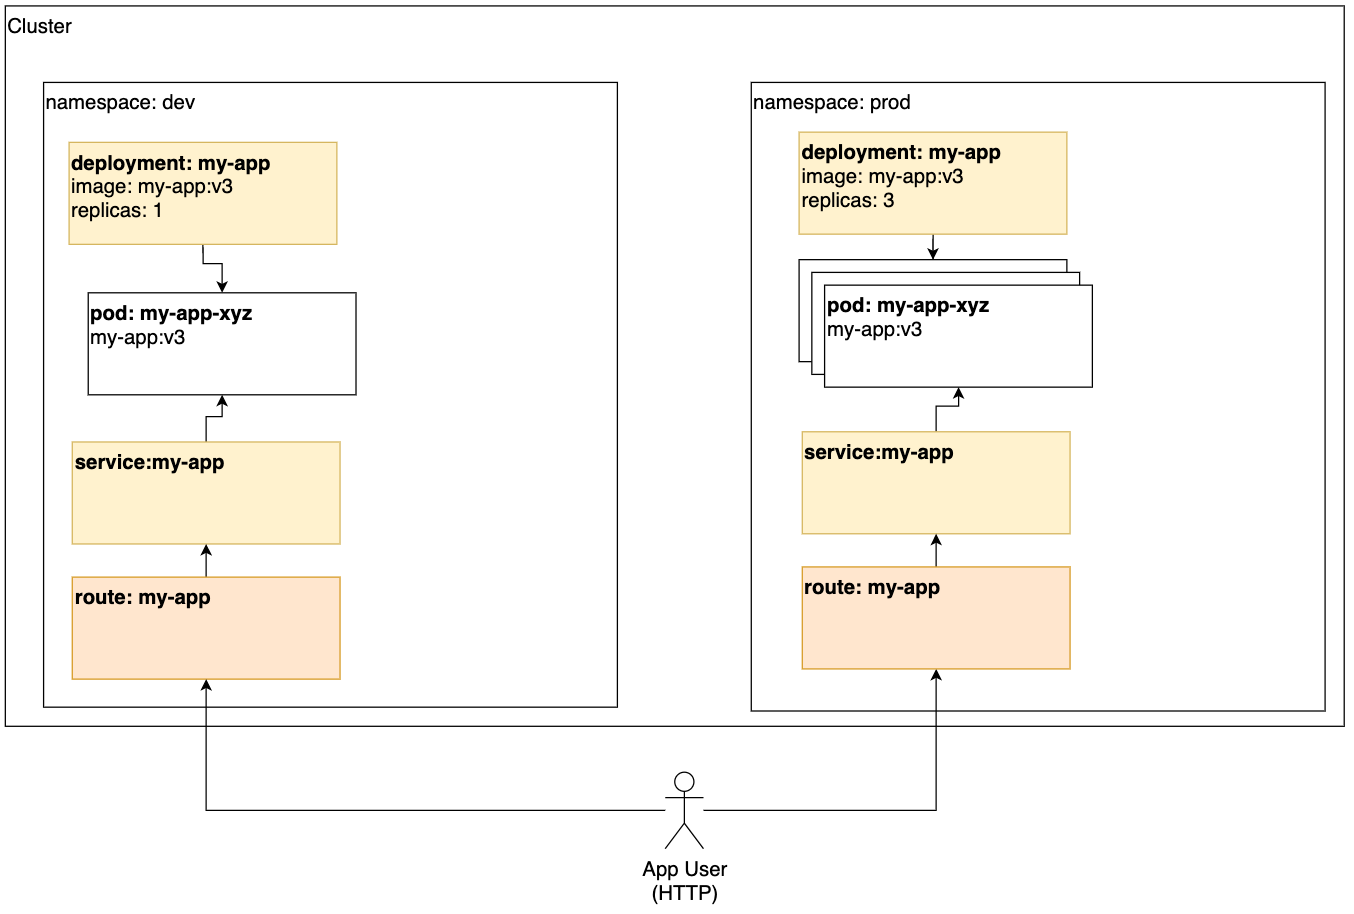 Cluster
namespace: dev
deployment: my-app
image: my-app:v3
replicas: 1
pod: my-app-xyz
my-app:v3
service:my-app
route: my-app
namespace: prod
deployment: my-app
image: my-app:v3
replicas: 3
pod: my-app-xyz
my-app:v3
service:my-app
route: my-app
App User
(HTTP)